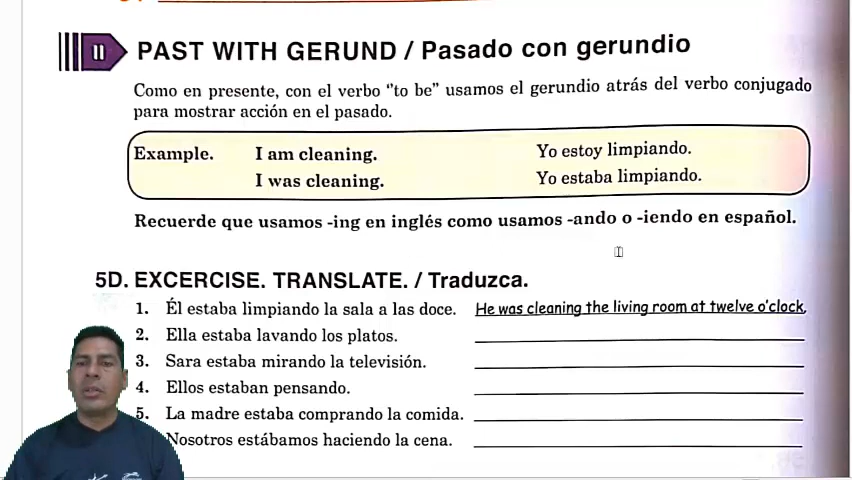 11 PAST WITH GERUND / Pasado con gerundio
Como en presente, con el verbo "to be" usamos el gerundio atrás del verbo conjugado
para mostrar acción en el pasado.
Example. I am cleaning. Yo estoy limpiando.
I was cleaning. Yo estaba limpiando.
Recuerde que usamos -ing en inglés como usamos -ando o -iendo en español.
5D. EXCERCISE. TRANSLATE. / Traduzca.
1. Él estaba limpiando la sala a las doce. He was cleaning the living room at twelve o'clock.
2. Ella estaba lavando los platos.
3. Sara estaba mirando la televisión.
4. Ellos estaban pensando.
5. La madre estaba comprando la comida.
Nosotros estábamos haciendo la cena.